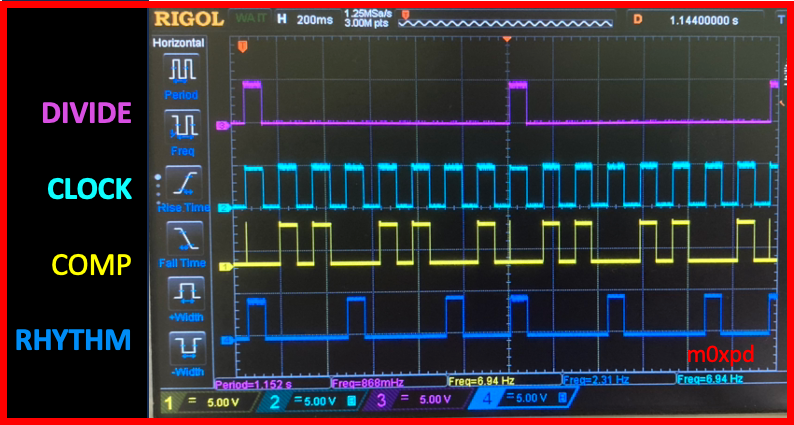 RIGOL WAIT H 200ms 1.25MSa/s 3.00M pts D 1.14400000 s T
Horizontal
Period
Freq
Rise Time
Fall Time
+Width
-Width
DIVIDE
CLOCK
COMP
RHYTHM
m0xpd
Period=1.152 s Freq=868mHz Freq=6.94 Hz Freq=2.31 Hz Freq=6.94 Hz
1 = 5.00 V 2 = 5.00 V 3 = 5.00 V 4 = 5.00 V